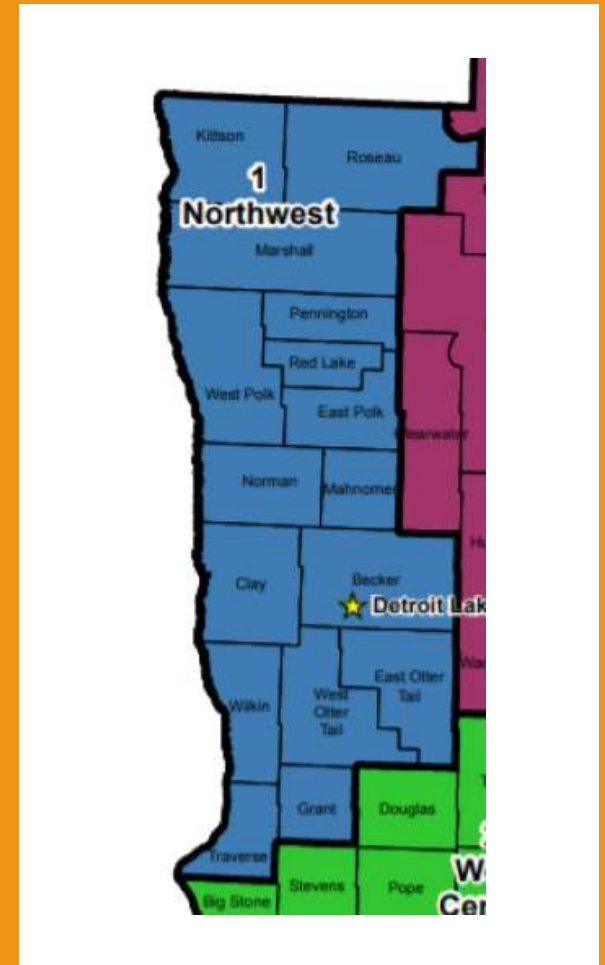 Kittson
Roseau
1
Northwest
Marshall
Pennington
Red Lake
West Polk
East Polk
Clearwater
Norman
Mahnomen
Clay
Becker
Detroit Lak
Wilkin
West
Otter
Tail
East Otter
Tail
Grant
Douglas
Traverse
Stevens
Pope
Big Stone
W
Cen